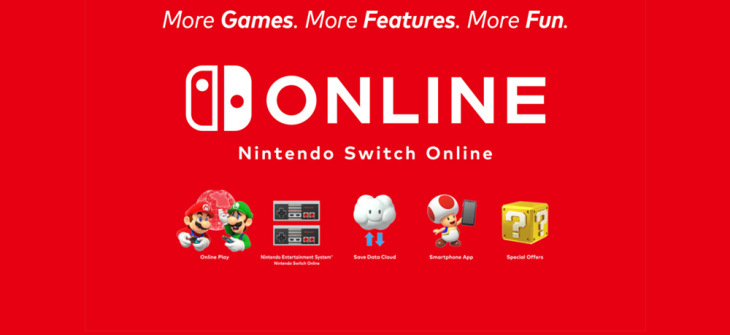 More Games. More Features. More Fun.
ONLINE
Nintendo Switch Online
Online Play
Nintendo Entertainment System™
Nintendo Switch Online
Save Data Cloud
Smartphone App
Special Offers